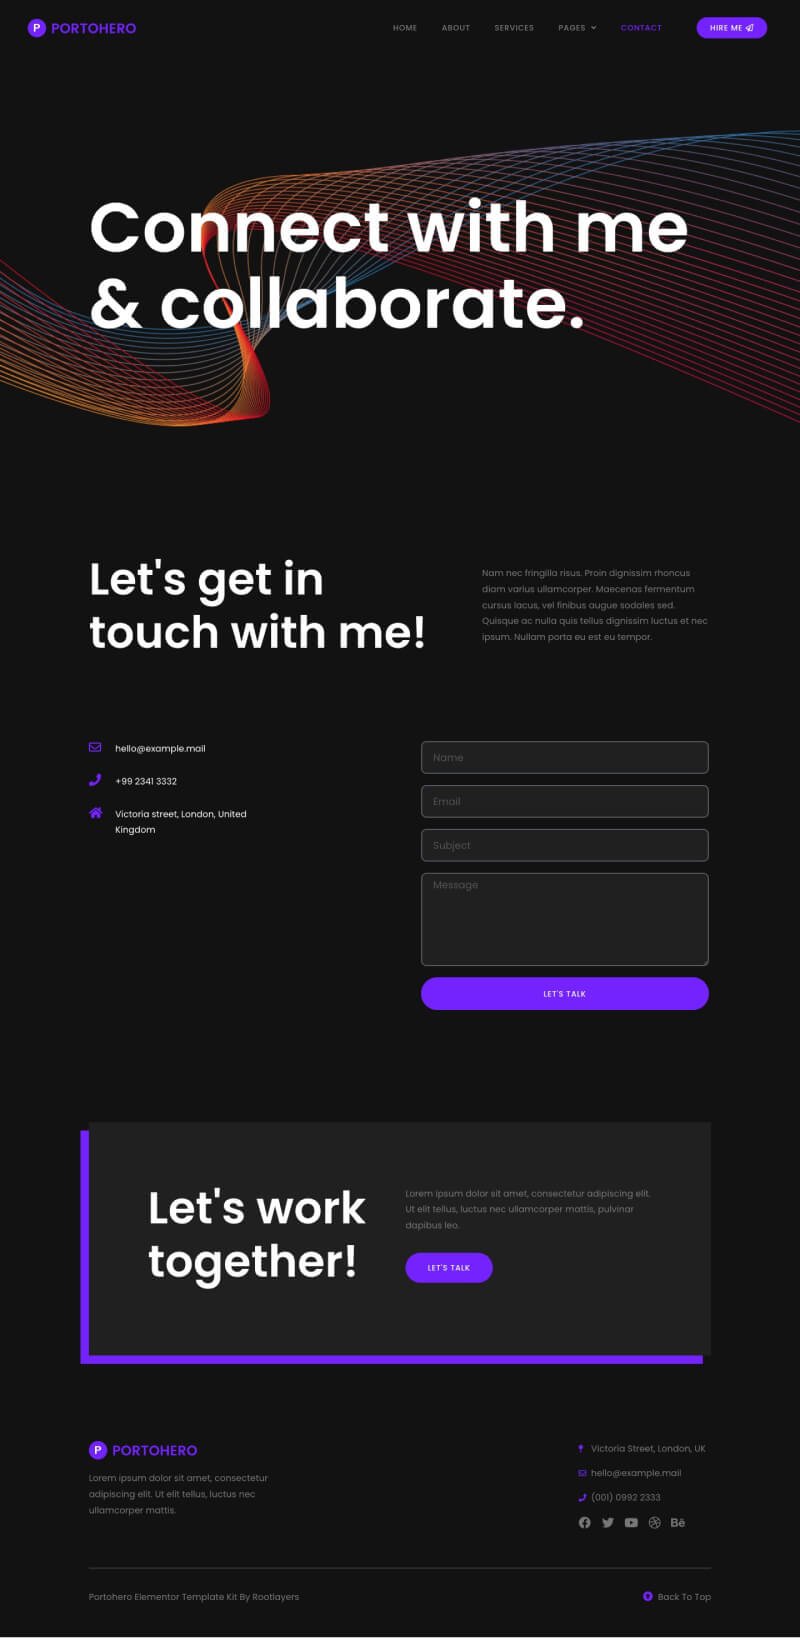 P PORTOHERO
HOME ABOUT SERVICES PAGES CONTACT HIRE ME
Connect with me
& collaborate.
Let's get in
touch with me!
Nam nec fringilla risus. Proin dignissim rhoncus
diam varius ullamcorper. Maecenas fermentum
cursus lacus, vel finibus augue sodales sed.
Quisque ac nulla quis tellus dignissim luctus et nec
ipsum. Nullam porta eu est eu tempor.
hello@example.mail
+99 2341 3332
Victoria street, London, United
Kingdom
Name
Email
Subject
Message
LET'S TALK
Let's work
together!
Lorem ipsum dolor sit amet, consectetur adipiscing elit.
Ut elit tellus, luctus nec ullamcorper mattis, pulvinar
dapibus leo.
LET'S TALK
P PORTOHERO
Lorem ipsum dolor sit amet, consectetur
adipiscing elit. Ut elit tellus, luctus nec
ullamcorper mattis.
Victoria Street, London, UK
hello@example.mail
(001) 0992 2333
Bē
Portohero Elementor Template Kit By Rootlayers
Back To Top